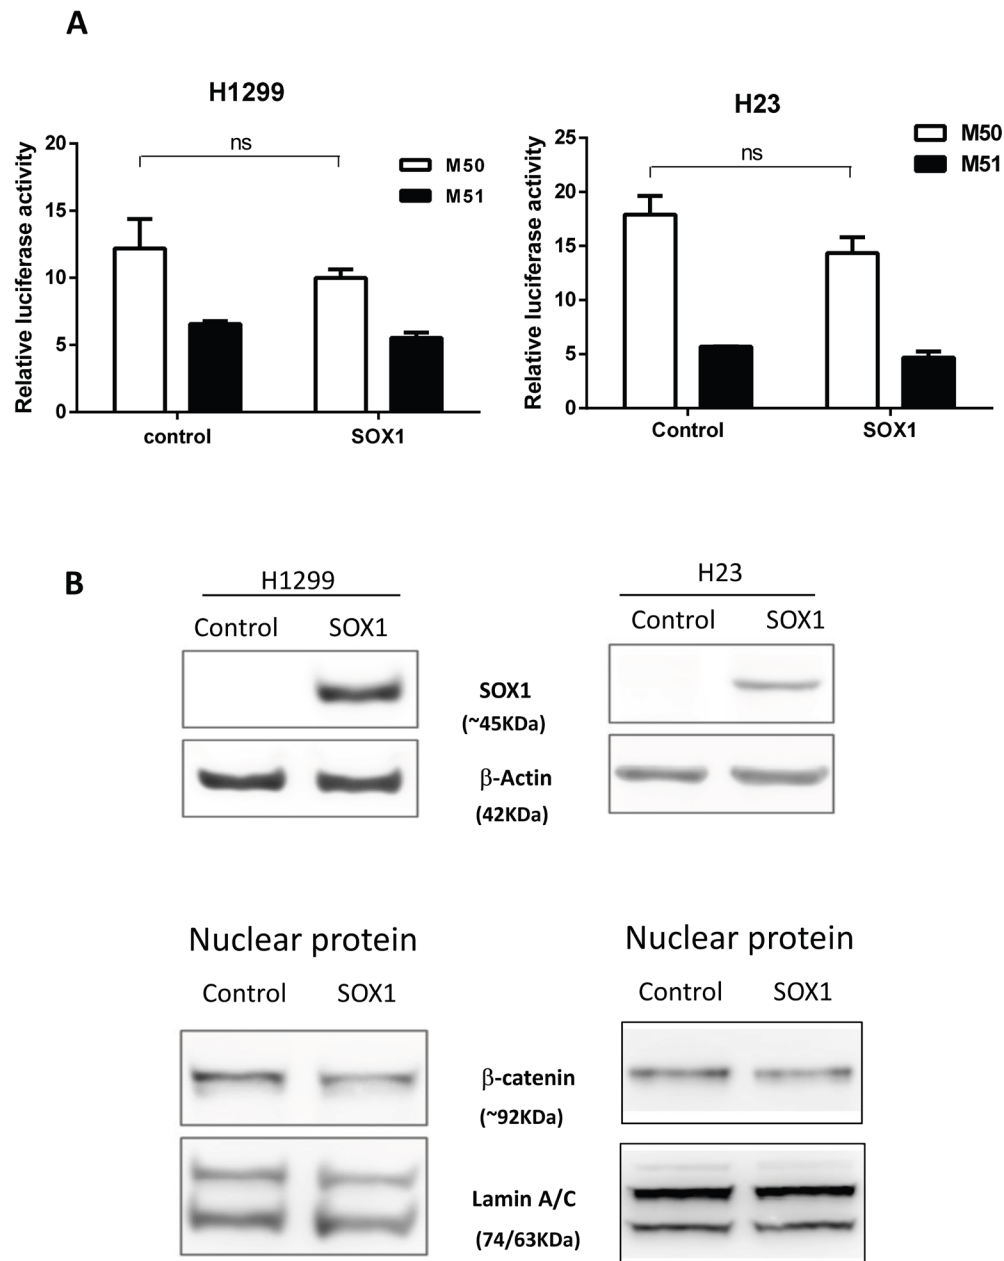 A
H1299
Relative luciferase activity
20
15
10
5
0
ns
M50
M51
control
SOX1
H23
Relative luciferase activity
25
20
15
10
5
0
ns
M50
M51
Control
SOX1
B
H1299
Control
SOX1
H23
Control
SOX1
SOX1
(~45KDa)
β-Actin
(42KDa)
Nuclear protein
Control
SOX1
Nuclear protein
Control
SOX1
β-catenin
(~92KDa)
Lamin A/C
(74/63KDa)